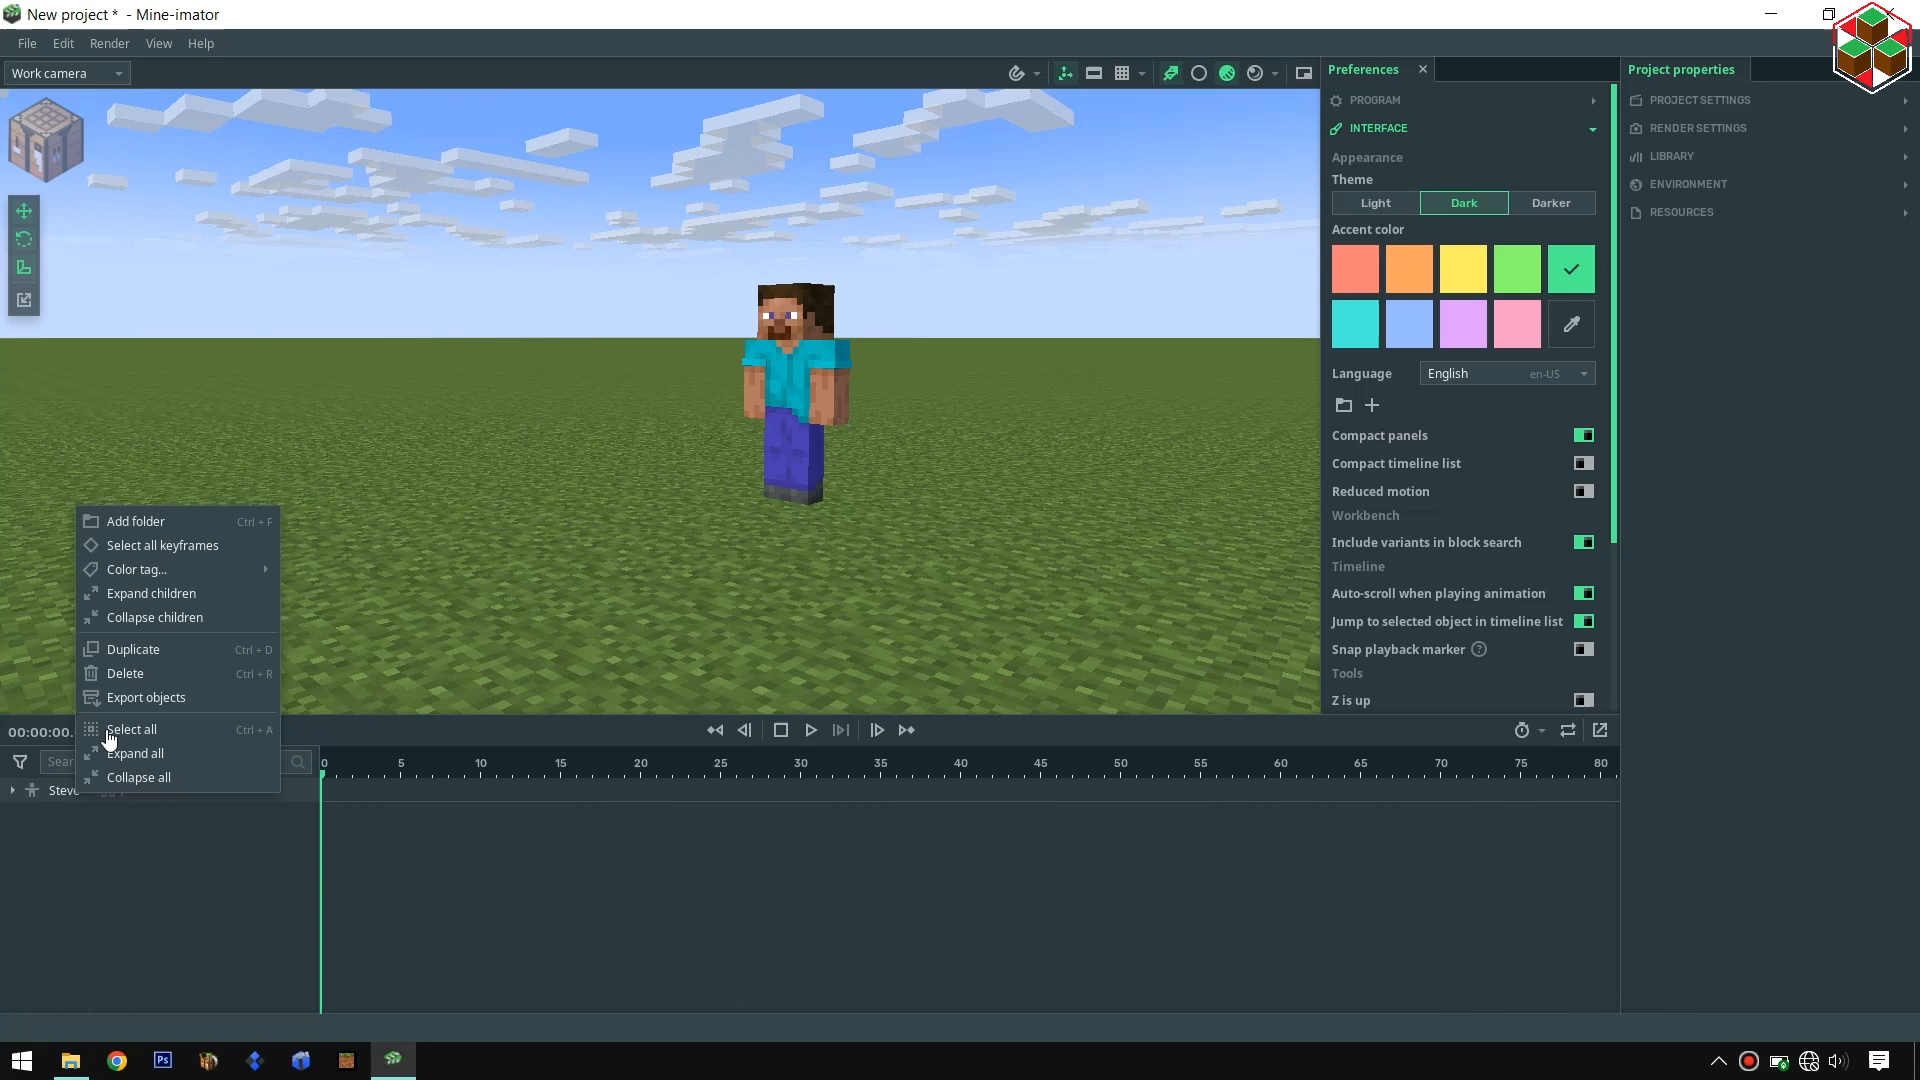 New project * - Mine-imator
File Edit Render View Help
Work camera
Preferences
Project properties
PROGRAM
INTERFACE
Appearance
Theme
Light Dark Darker
Accent color
Language English en-US
Compact panels
Compact timeline list
Reduced motion
Workbench
Include variants in block search
Timeline
Auto-scroll when playing animation
Jump to selected object in timeline list
Snap playback marker ?
Tools
Z is up
PROJECT SETTINGS
RENDER SETTINGS
LIBRARY
ENVIRONMENT
RESOURCES
Add folder Ctrl + F
Select all keyframes
Color tag...
Expand children
Collapse children
Duplicate Ctrl + D
Delete Ctrl + R
Export objects
Select all Ctrl + A
Expand all
Collapse all
00:00:00.
Sear
0 5 10 15 20 25 30 35 40 45 50 55 60 65 70 75 80
Steve
Ps